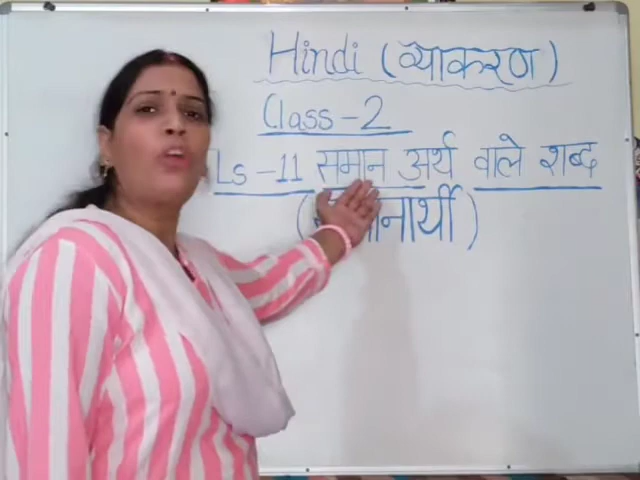 Hindi (व्याकरण)
Class-2
Ls-11 समान अर्थ वाले शब्द